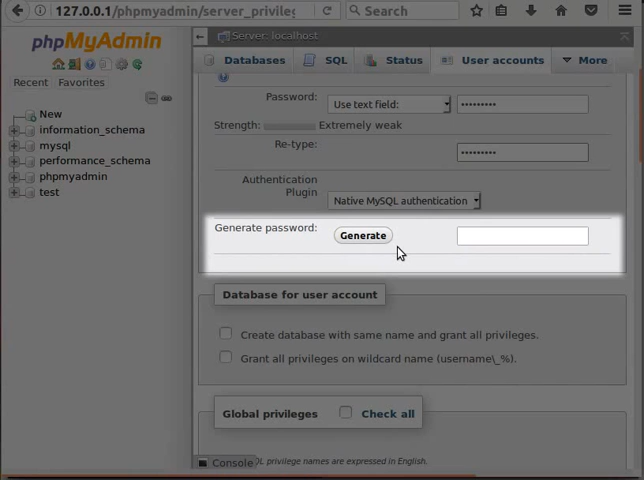 127.0.0.1/phpmyadmin/server_privileg
Search
phpMyAdmin
Recent Favorites
New
information_schema
mysql
performance_schema
phpmyadmin
test
Server: localhost
Databases SQL Status User accounts More
Password: Use text field: •••••••••
Strength: Extremely weak
Re-type: •••••••••
Authentication
Plugin
Native MySQL authentication
Generate password: Generate
Database for user account
Create database with same name and grant all privileges.
Grant all privileges on wildcard name (username\_%).
Global privileges Check all
Console
QL privilege names are expressed in English.